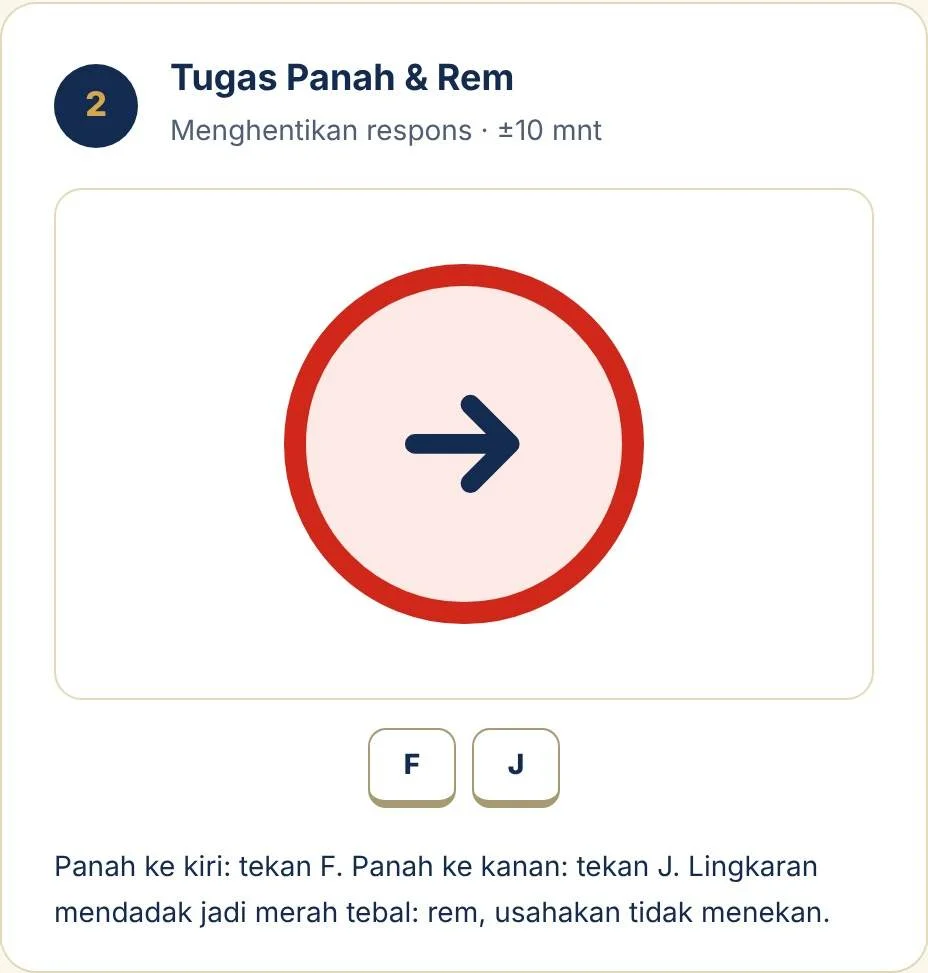 2
Tugas Panah & Rem
Menghentikan respons · ±10 mnt
F J
Panah ke kiri: tekan F. Panah ke kanan: tekan J. Lingkaran
mendadak jadi merah tebal: rem, usahakan tidak menekan.